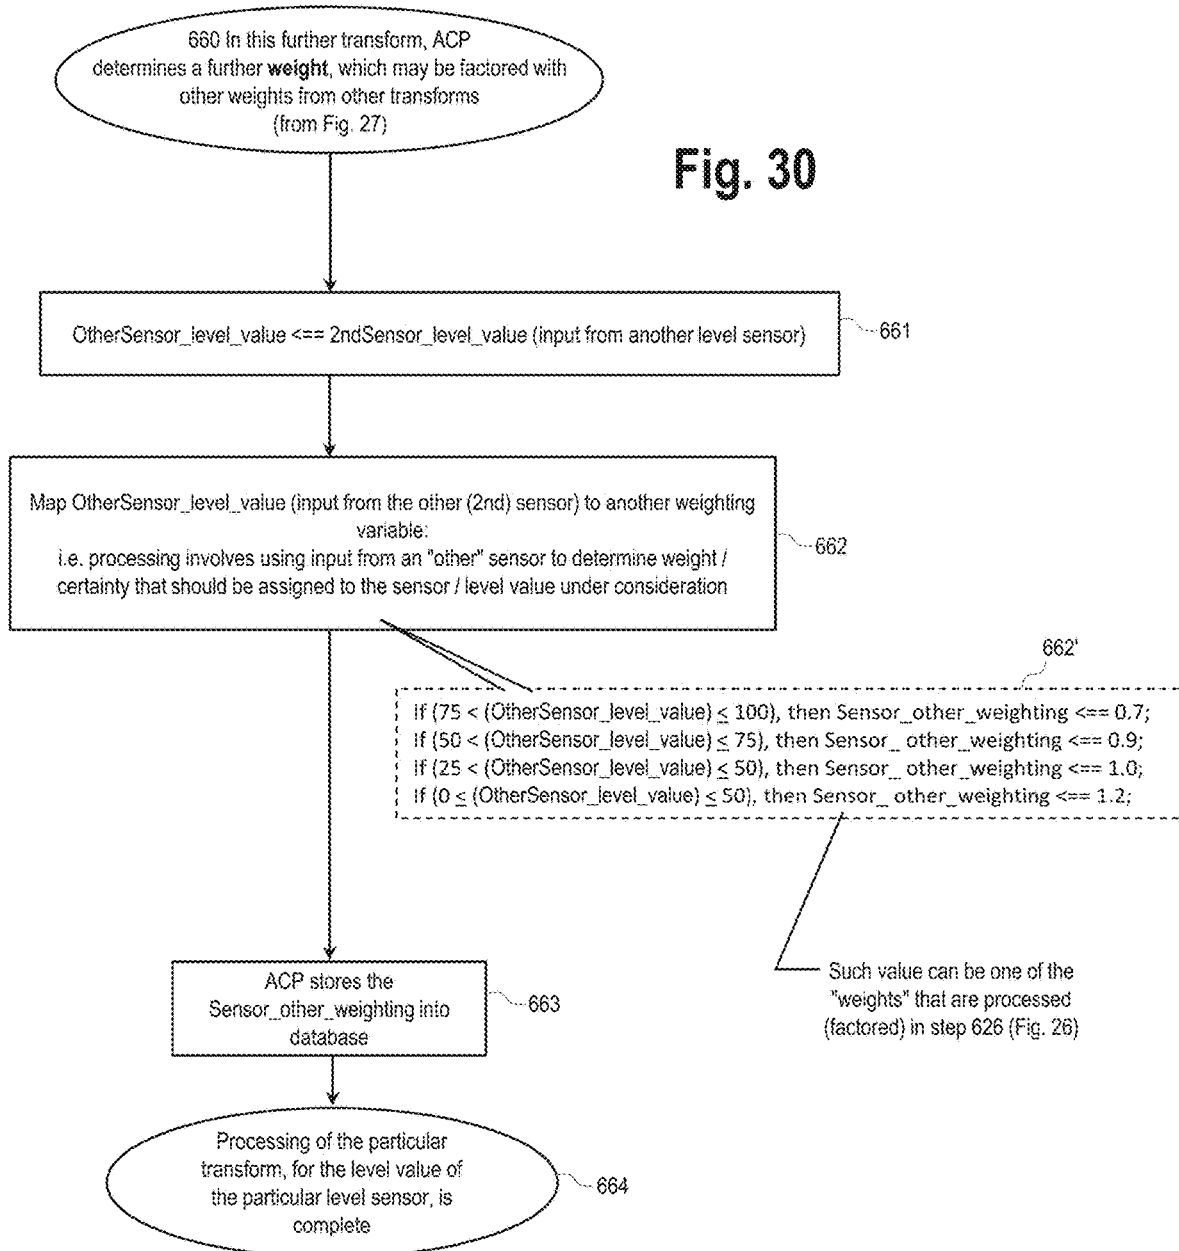 660 In this further transform, ACP
determines a further weight, which may be factored with
other weights from other transforms
(from Fig. 27)
Fig. 30
OtherSensor_level_value <== 2ndSensor_level_value (input from another level sensor)
661
Map OtherSensor_level_value (input from the other (2nd) sensor) to another weighting
variable:
i.e. processing involves using input from an "other" sensor to determine weight /
certainty that should be assigned to the sensor / level value under consideration
662
662'
if (75 < (OtherSensor_level_value) ≤ 100), then Sensor_other_weighting <== 0.7;
if (50 < (OtherSensor_level_value) ≤ 75), then Sensor_ other_weighting <== 0.9;
if (25 < (OtherSensor_level_value) ≤ 50), then Sensor_ other_weighting <== 1.0;
if (0 ≤ (OtherSensor_level_value) ≤ 50), then Sensor_ other_weighting <== 1.2;
ACP stores the
Sensor_other_weighting into
database
663
Such value can be one of the
"weights" that are processed
(factored) in step 626 (Fig. 26)
Processing of the particular
transform, for the level value of
the particular level sensor, is
complete
664